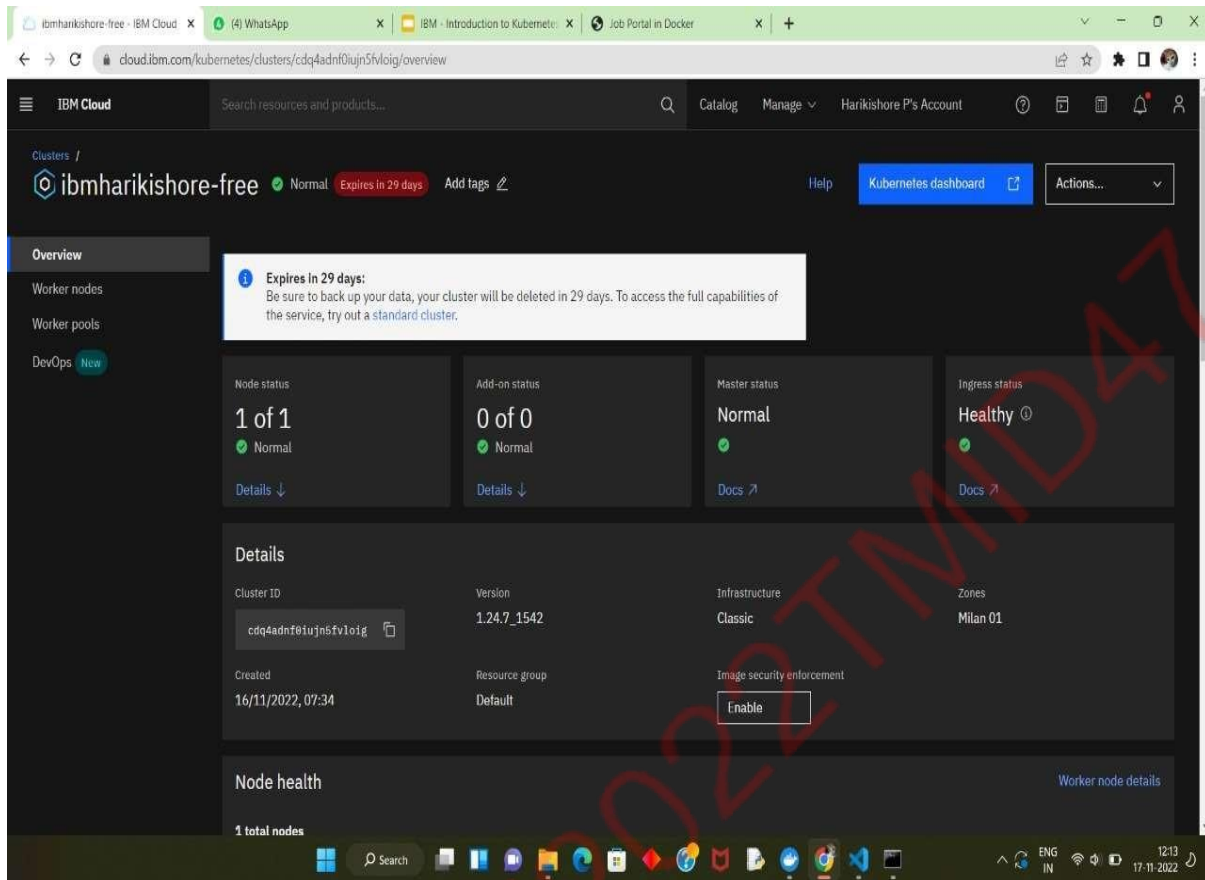 ibmharikishore-free - IBM Cloud
(4) WhatsApp
IBM - Introduction to Kubernete
Job Portal in Docker
cloud.ibm.com/kubernetes/clusters/cdq4adnf0iujn5fvloig/overview
IBM Cloud
Search resources and products...
Catalog
Manage
Harikishore P's Account
Clusters /
ibmharikishore-free
Normal
Expires in 29 days
Add tags
Help
Kubernetes dashboard
Actions...
Overview
Worker nodes
Worker pools
DevOps New
Expires in 29 days:
Be sure to back up your data, your cluster will be deleted in 29 days. To access the full capabilities of
the service, try out a standard cluster.
Node status
1 of 1
Normal
Details
Add-on status
0 of 0
Normal
Details
Master status
Normal
Docs
Ingress status
Healthy
Docs
Details
Cluster ID
cdq4adnf0iujn5fvloig
Version
1.24.7_1542
Infrastructure
Classic
Zones
Milan 01
Created
16/11/2022, 07:34
Resource group
Default
Image security enforcement
Enable
Node health
Worker node details
1 total nodes
2022TMID47
Search
ENG
IN
12:13
17-11-2022